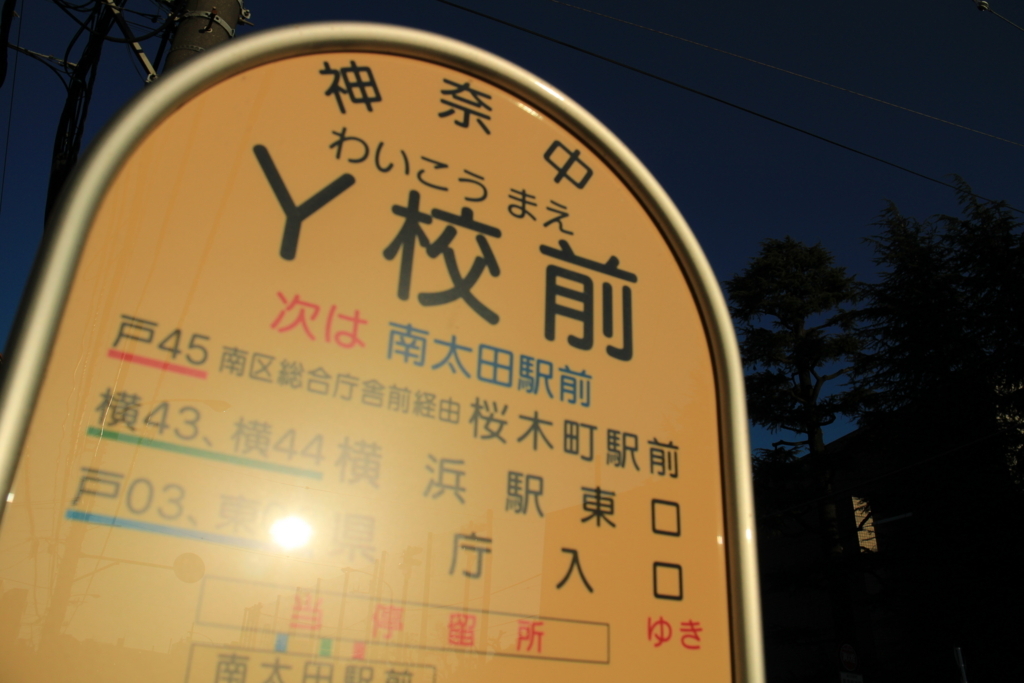 神奈中
わいこうまえ
Y校前
次は 南太田駅前
戸45 南区総合庁舎前経由 桜木町駅前
横43、横44 横浜駅東口
戸03、東 県庁入口
ゆき
当停留所
南太田駅前